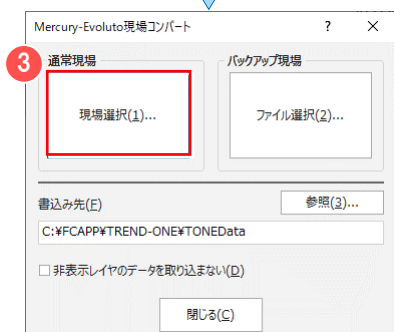 Mercury-Evoluto現場コンバート ? ×
3
通常現場 バックアップ現場
現場選択(1)... ファイル選択(2)...
書込み先(F) 参照(3)...
C:¥FCAPP¥TREND-ONE¥TONEData
非表示レイヤのデータを取り込まない(D)
閉じる(C)